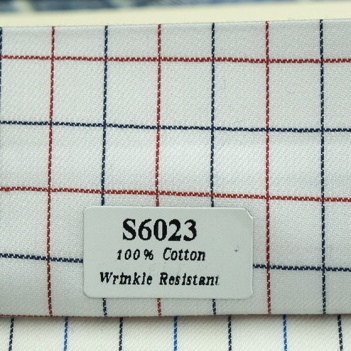 S6023
100% Cotton
Wrinkle Resistant